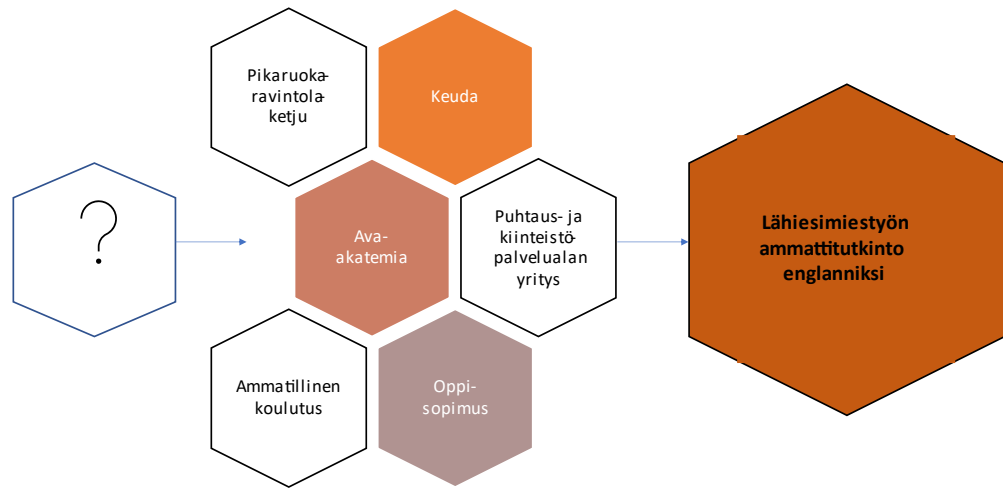 Pikaruoka-
ravintola-
ketju
Keuda
?
Ava-
akatemia
Puhtaus- ja
kiinteistö-
palvelualan
yritys
Lähiesimiestyön
ammattitutkinto
englanniksi
Ammatillinen
koulutus
Oppi-
sopimus